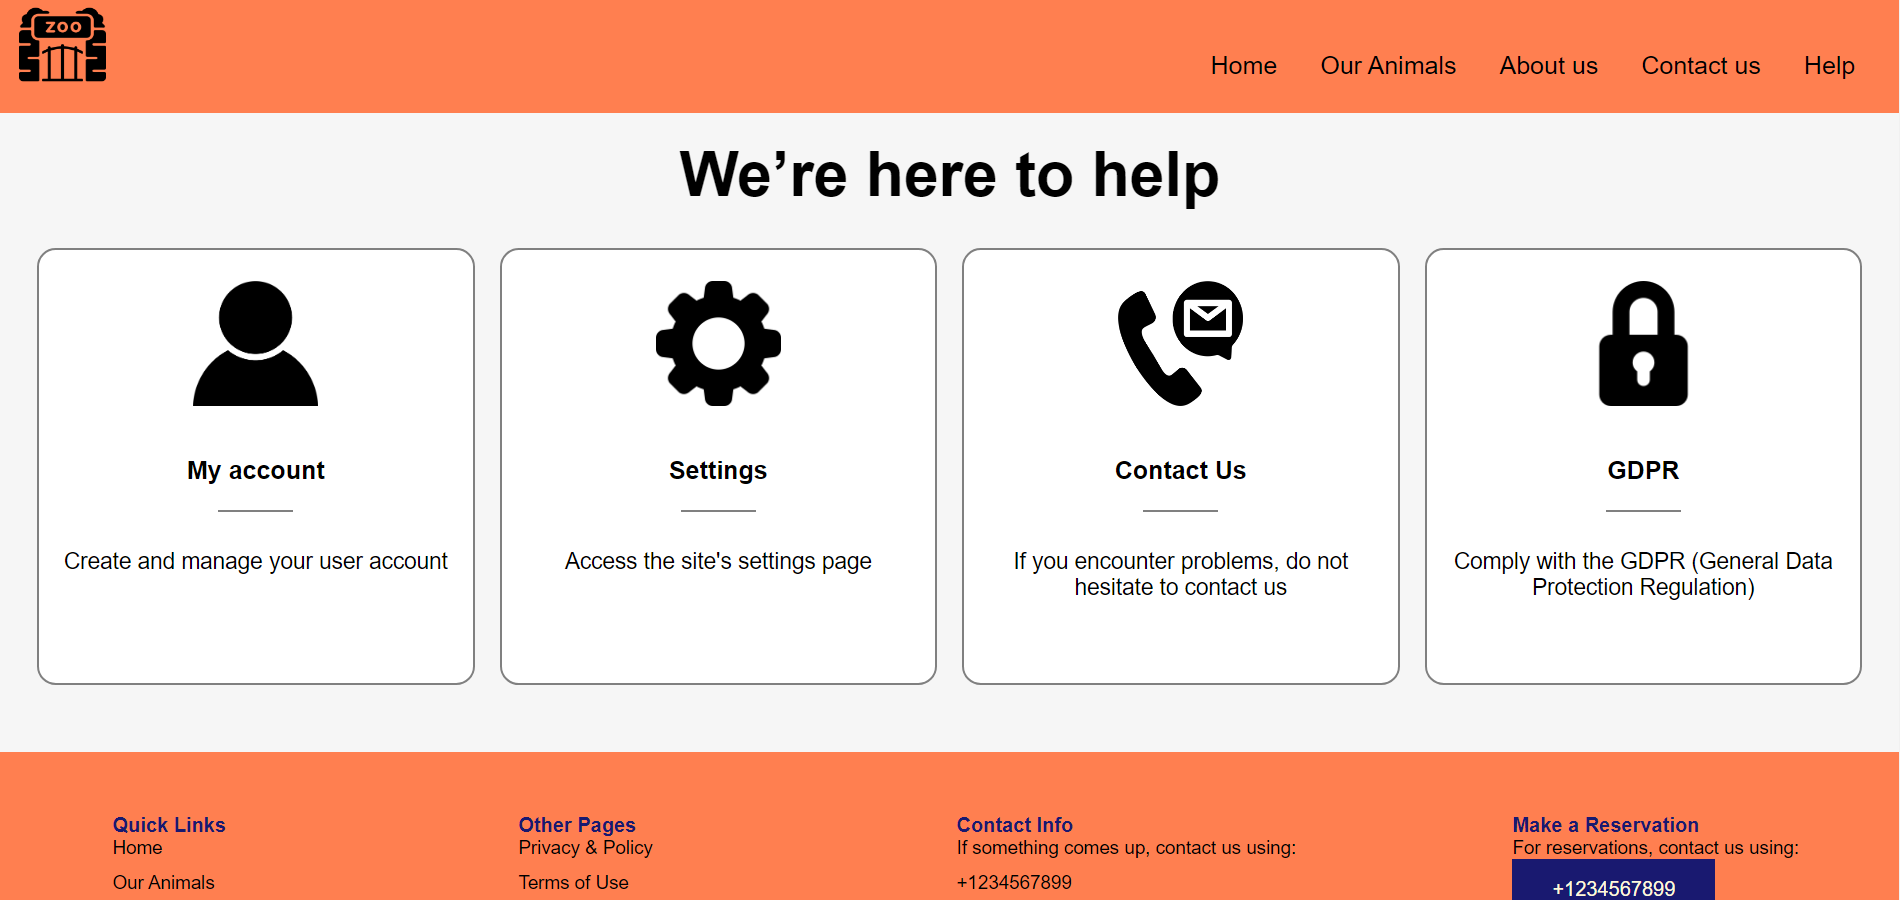 ZOO
Home
Our Animals
About us
Contact us
Help
We’re here to help
My account
Create and manage your user account
Settings
Access the site's settings page
Contact Us
If you encounter problems, do not
hesitate to contact us
GDPR
Comply with the GDPR (General Data
Protection Regulation)
Quick Links
Home
Our Animals
Other Pages
Privacy & Policy
Terms of Use
Contact Info
If something comes up, contact us using:
+1234567899
Make a Reservation
For reservations, contact us using:
+1234567899